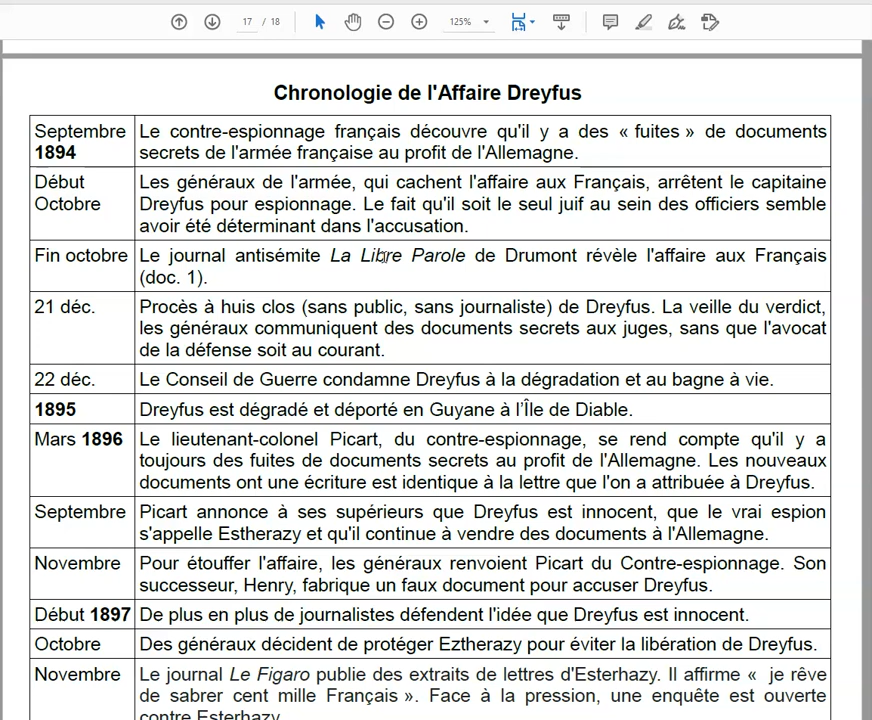 17 / 18
125%
Chronologie de l'Affaire Dreyfus
Septembre
1894
Le contre-espionnage français découvre qu'il y a des « fuites » de documents
secrets de l'armée française au profit de l'Allemagne.
Début
Octobre
Les généraux de l'armée, qui cachent l'affaire aux Français, arrêtent le capitaine
Dreyfus pour espionnage. Le fait qu'il soit le seul juif au sein des officiers semble
avoir été déterminant dans l'accusation.
Fin octobre
Le journal antisémite La Libre Parole de Drumont révèle l'affaire aux Français
(doc. 1).
21 déc.
Procès à huis clos (sans public, sans journaliste) de Dreyfus. La veille du verdict,
les généraux communiquent des documents secrets aux juges, sans que l'avocat
de la défense soit au courant.
22 déc.
Le Conseil de Guerre condamne Dreyfus à la dégradation et au bagne à vie.
1895
Dreyfus est dégradé et déporté en Guyane à l'Île de Diable.
Mars 1896
Le lieutenant-colonel Picart, du contre-espionnage, se rend compte qu'il y a
toujours des fuites de documents secrets au profit de l'Allemagne. Les nouveaux
documents ont une écriture est identique à la lettre que l'on a attribuée à Dreyfus.
Septembre
Picart annonce à ses supérieurs que Dreyfus est innocent, que le vrai espion
s'appelle Estherazy et qu'il continue à vendre des documents à l'Allemagne.
Novembre
Pour étouffer l'affaire, les généraux renvoient Picart du Contre-espionnage. Son
successeur, Henry, fabrique un faux document pour accuser Dreyfus.
Début 1897
De plus en plus de journalistes défendent l'idée que Dreyfus est innocent.
Octobre
Des généraux décident de protéger Eztherazy pour éviter la libération de Dreyfus.
Novembre
Le journal Le Figaro publie des extraits de lettres d'Esterhazy. Il affirme « je rêve
de sabrer cent mille Français ». Face à la pression, une enquête est ouverte
contre Esterhazy.